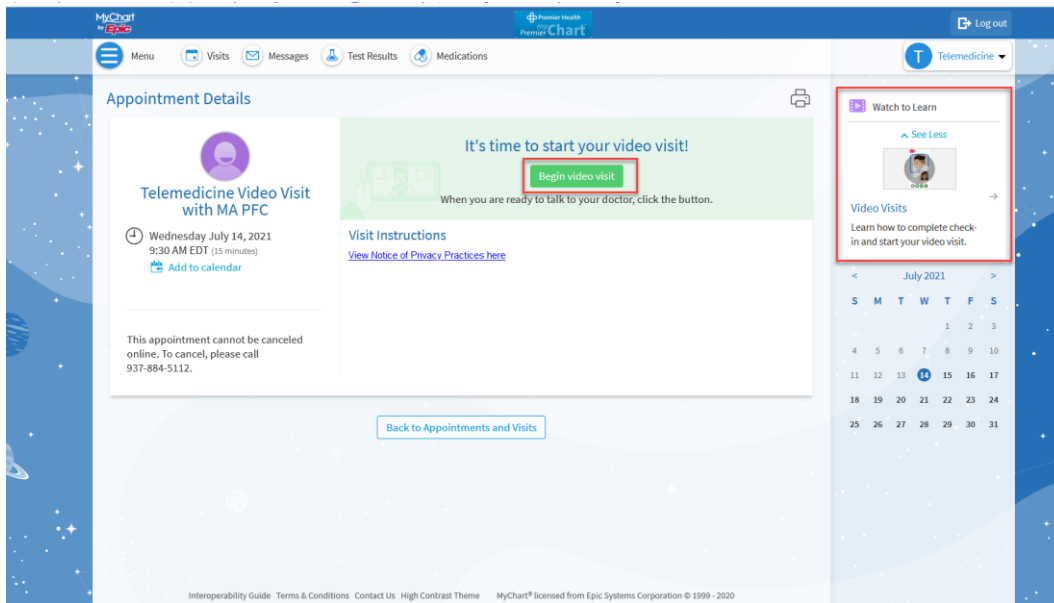 MyChart
by Epic
Premier Health
my
PremierChart
Log out
Menu
Visits
Messages
Test Results
Medications
T
Telemedicine
Appointment Details
Telemedicine Video Visit
with MA PFC
Wednesday July 14, 2021
9:30 AM EDT (15 minutes)
Add to calendar
This appointment cannot be canceled
online. To cancel, please call
937-884-5112.
It's time to start your video visit!
Begin video visit
When you are ready to talk to your doctor, click the button.
Visit Instructions
View Notice of Privacy Practices here
Back to Appointments and Visits
Watch to Learn
See Less
Video Visits
Learn how to complete check-
in and start your video visit.
< July 2021 >
S M T W T F S
1 2 3
4 5 6 7 8 9 10
11 12 13 14 15 16 17
18 19 20 21 22 23 24
25 26 27 28 29 30 31
Interoperability Guide Terms & Conditions Contact Us High Contrast Theme MyChart® licensed from Epic Systems Corporation © 1999 - 2020